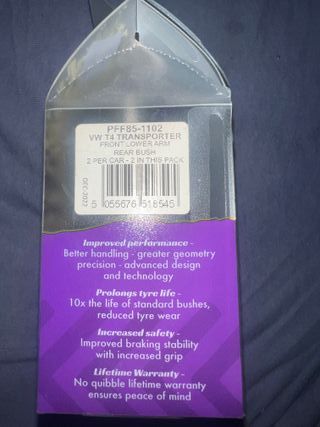 PFF85-1102
VW T4 TRANSPORTER
FRONT LOWER ARM
REAR BUSH
2 PER CAR - 2 IN THIS PACK
5 055676 518545
Improved performance -
Better handling - greater geometry
precision - advanced design
and technology
Prolongs tyre life -
10x the life of standard bushes,
reduced tyre wear
Increased safety -
Improved braking stability
with increased grip
Lifetime Warranty -
No quibble lifetime warranty
ensures peace of mind